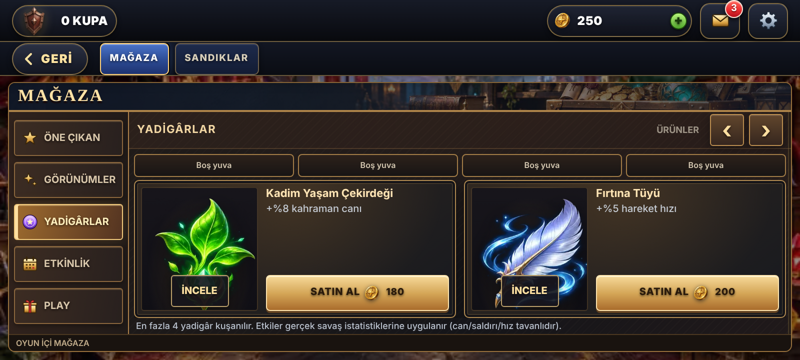 0 KUPA
250
3
GERİ
MAĞAZA
SANDIKLAR
MAĞAZA
ÖNE ÇIKAN
GÖRÜNÜMLER
YADİGÂRLAR
ETKİNLİK
PLAY
YADİGÂRLAR
ÜRÜNLER
Boş yuva
Boş yuva
Boş yuva
Boş yuva
Kadim Yaşam Çekirdeği
+%8 kahraman canı
İNCELE
SATIN AL 180
Fırtına Tüyü
+%5 hareket hızı
İNCELE
SATIN AL 200
En fazla 4 yadigâr kuşanılır. Etkiler gerçek savaş istatistiklerine uygulanır (can/saldırı/hız tavanlıdır).
OYUN İÇİ MAĞAZA